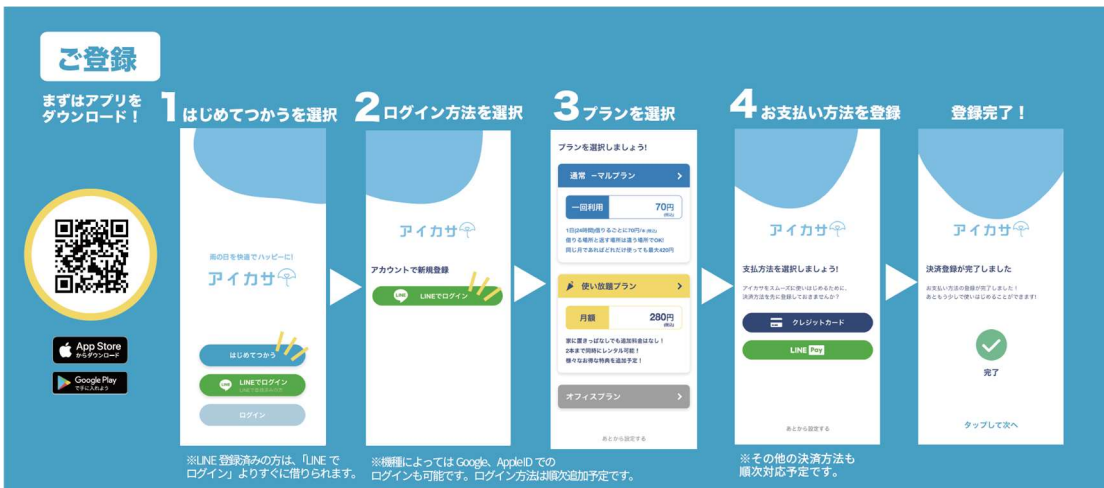 ご登録
まずはアプリを
ダウンロード！
App Store
からダウンロード
Google Play
で手に入れよう
1 はじめてつかうを選択
雨の日を快適でハッピーに!
アイカサ
はじめてつかう
LINEでログイン
ログイン
※LINE 登録済みの方は、「LINE で
ログイン」よりすぐに借りられます。
2 ログイン方法を選択
アイカサ
アカウントで新規登録
LINEでログイン
※機種によっては Google、AppleID での
ログインも可能です。ログイン方法は順次追加予定です。
3 プランを選択
プランを選択しましょう!
通常 −マルプラン
一回利用 70円
(税込)
1日(24時間)借りるごとに70円/本 (税込)
借りる場所と返す場所は違う場所でOK!
同じ月であればどれだけ使っても最大420円
使い放題プラン
月額 280円
(税込)
家に置きっぱなしでも追加料金はなし！
2本まで同時にレンタル可能！
様々なお得な特典を追加予定！
オフィスプラン
あとから設定する
4 お支払い方法を登録
アイカサ
支払方法を選択しましょう!
アイカサをスムーズに使いはじめるために、
決済方法を先に登録しておきませんか？
クレジットカード
LINE Pay
あとから設定する
※その他の決済方法も
順次対応予定です。
登録完了！
アイカサ
決済登録が完了しました
お支払い方法の登録が完了しました！
あともう少しで使いはじめることができます!
完了
タップして次へ